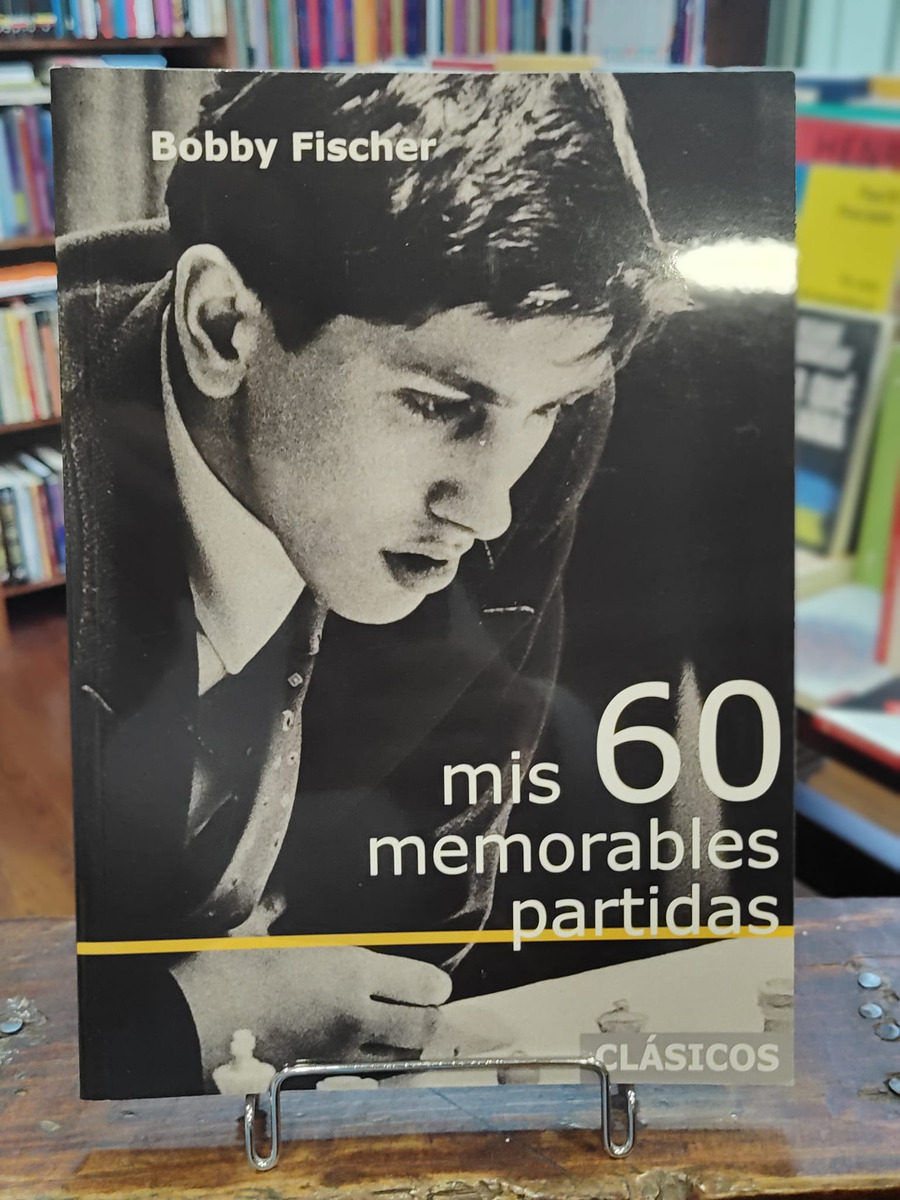 Bobby Fischer
mis 60
memorables
partidas
CLÁSICOS